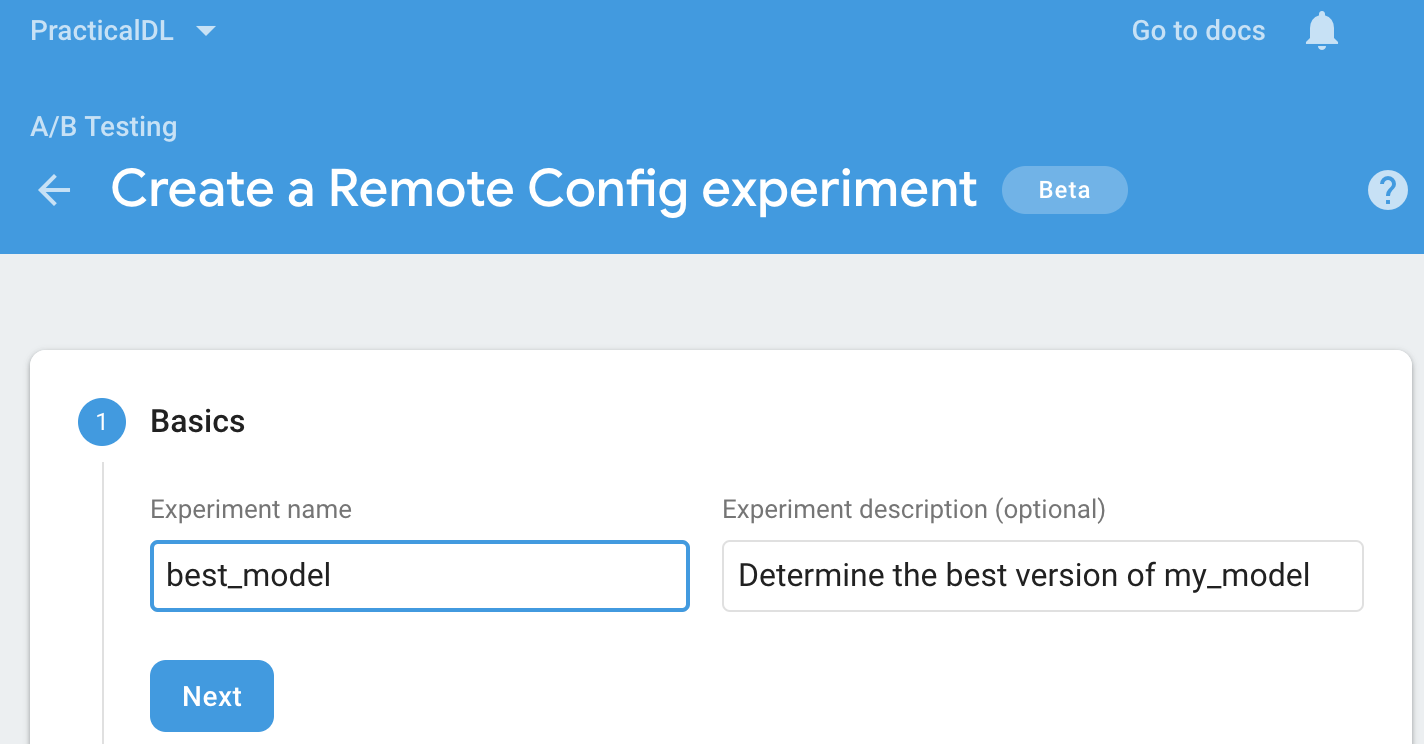 PracticalDL
Go to docs
A/B Testing
Create a Remote Config experiment
Beta
?
1
Basics
Experiment name
Experiment description (optional)
best_model
Determine the best version of my_model
Next